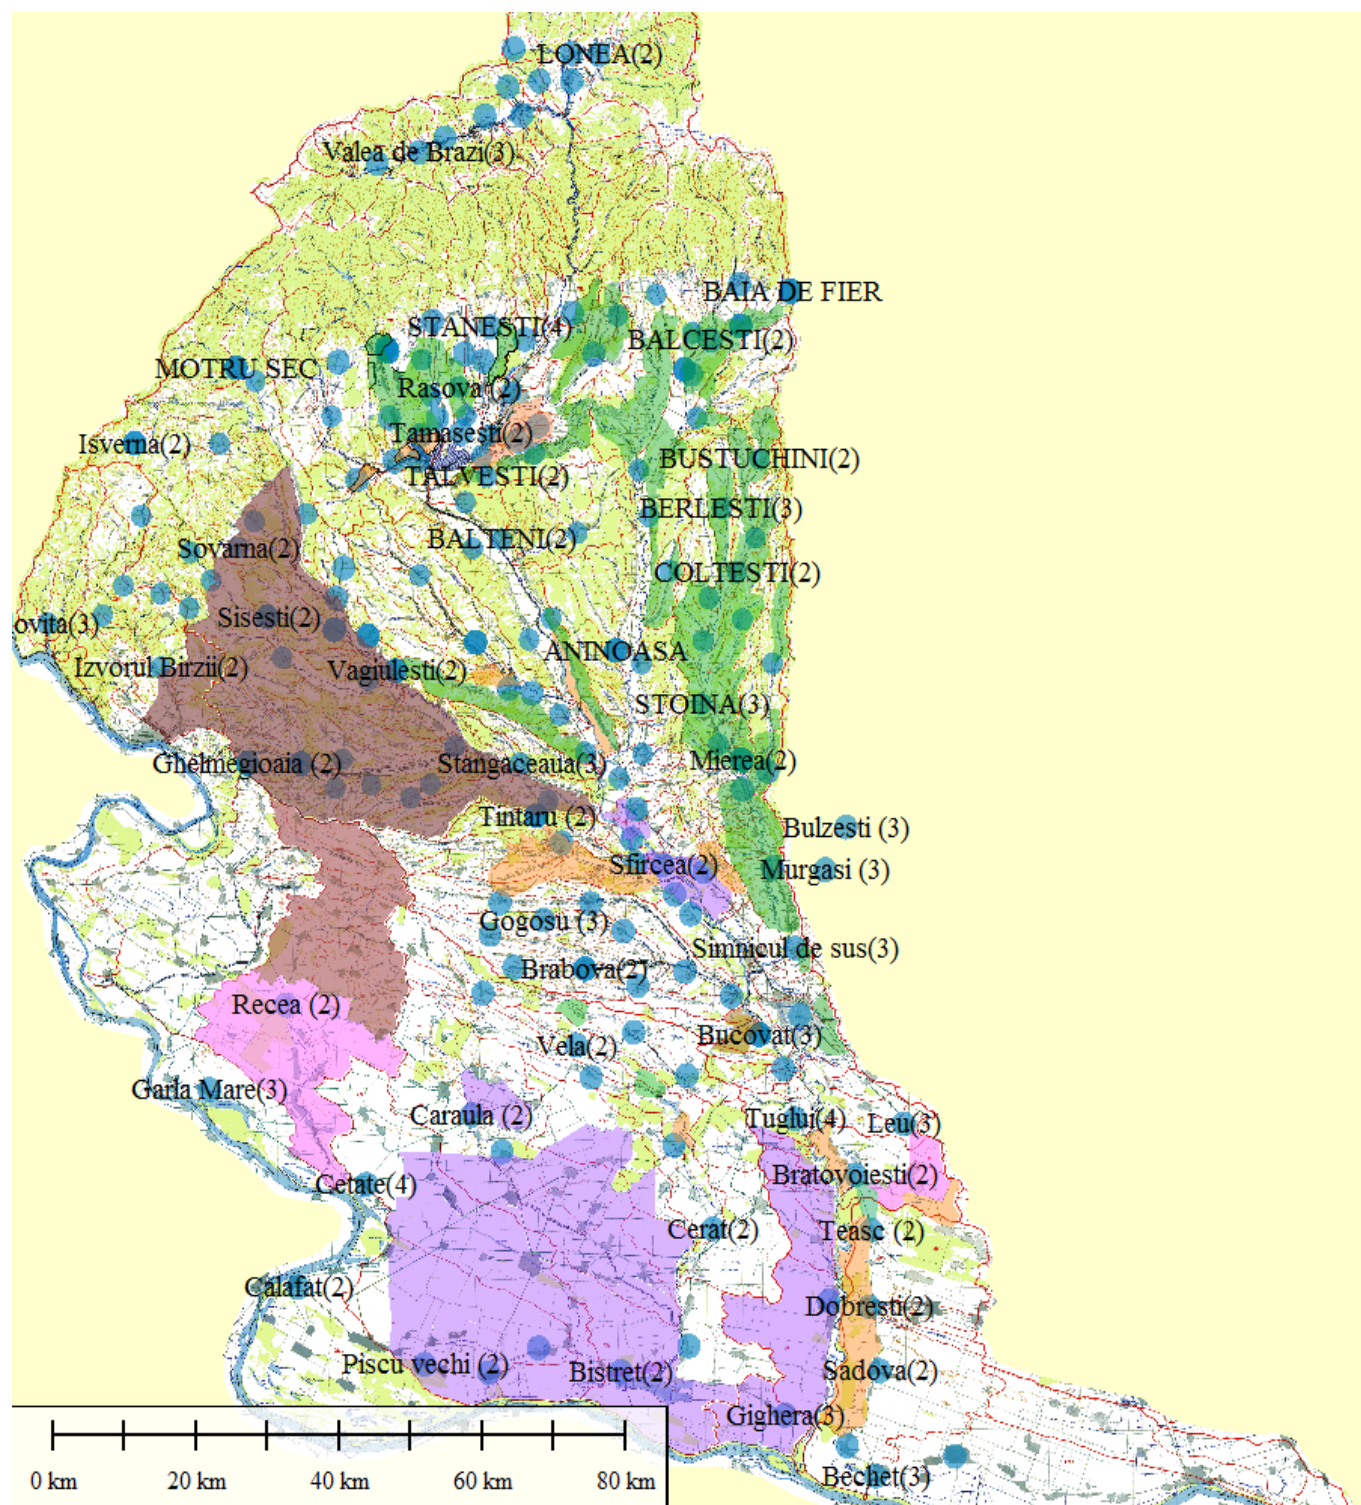 LONEA(2)
Valea de Brazi(3)
BAIA DE FIER
STANESTI(4)
BALCESTI(2)
MOTRU SEC
Rasova (2)
Tamasesti(2)
Isverna(2)
BUSTUCHINI(2)
TALVESTI(2)
BERLESTI(3)
BALTENI(2)
Sovarna(2)
COLTESTI(2)
Sisesti(2)
ovita(3)
ANINOASA
Izvorul Birzii(2)
Vagiulesti(2)
STOINA(3)
Ghelmegioaia (2)
Stangaceaua(3)
Mierea(2)
Tintaru (2)
Bulzesti (3)
Sfircea(2)
Murgasi (3)
Gogosu (3)
Simnicul de sus(3)
Brabova(2)
Recea (2)
Vela(2)
Bucovat(3)
Garla Mare(3)
Caraula (2)
Tuglui(4)
Leu(3)
Cetate(4)
Bratovoiesti(2)
Cerat(2)
Teasc (2)
Calafat(2)
Dobresti(2)
Piscu vechi (2)
Bistret(2)
Sadova(2)
Gighera(3)
Bechet(3)
0 km 20 km 40 km 60 km 80 km